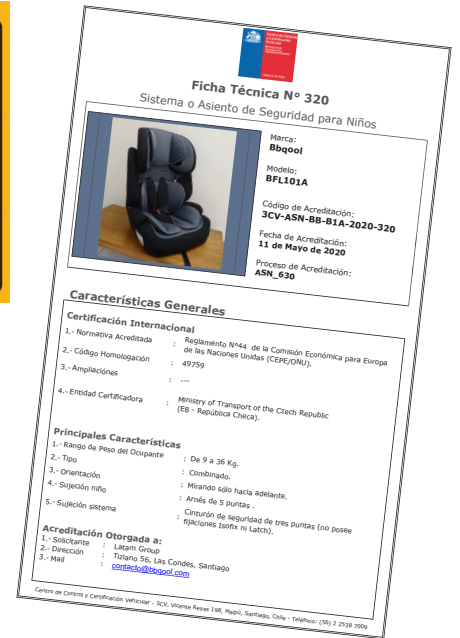 Ficha Técnica N° 320
Sistema o Asiento de Seguridad para Niños
Marca:
Bbqool
Modelo:
BFL101A
Código de Acreditación:
3CV-ASN-BB-B1A-2020-320
Fecha de Acreditación:
11 de Mayo de 2020
Proceso de Acreditación:
ASN_630
Características Generales
Certificación Internacional
1.- Normativa Acreditada : Reglamento N°44 de la Comisión Económica para Europa
de las Naciones Unidas (CEPE/ONU).
2.- Código Homologación : 49759
3.- Ampliaciónes : ---
4.- Entidad Certificadora : Ministry of Transport of the Czech Republic
(E8 - República Checa).
Principales Características
1.- Rango de Peso del Ocupante : De 9 a 36 Kg.
2.- Tipo : Combinado.
3.- Orientación : Mirando sólo hacia adelante.
4.- Sujeción niño : Arnés de 5 puntas .
5.- Sujeción sistema : Cinturón de seguridad de tres puntas (no posee
fijaciones Isofix ni Latch).
Acreditación Otorgada a:
1.- Solicitante : Latam Group
2.- Dirección : Tiziano 56, Las Condes, Santiago
3.- Mail : contacto@bbqool.com
Centro de Control y Certificación Vehicular - 3CV, Vicente Reyes 198, Maipú, Santiago, Chile - Teléfono: (56) 2 2538 7009